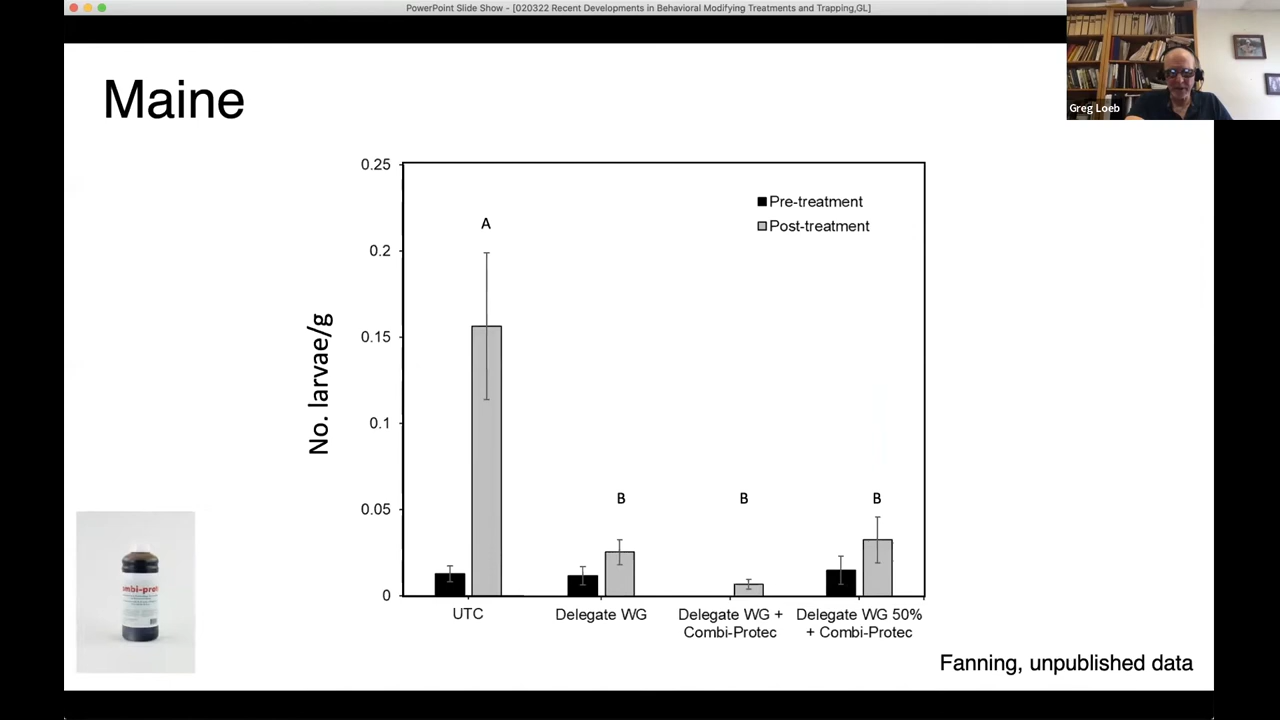 PowerPoint Slide Show - [020322 Recent Developments in Behavioral Modifying Treatments and Trapping,GL]
Greg Loeb
Maine
No. larvae/g
0.25
0.2
0.15
0.1
0.05
0
Pre-treatment
Post-treatment
A
B
B
B
UTC
Delegate WG
Delegate WG +
Combi-Protec
Delegate WG 50%
+ Combi-Protec
Fanning, unpublished data